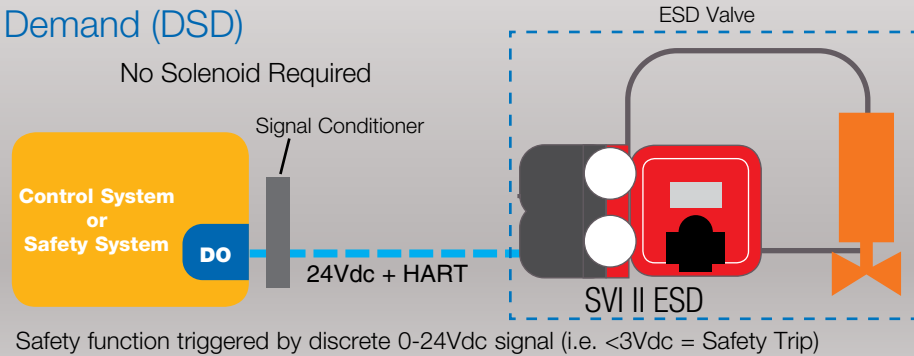 Demand (DSD)
ESD Valve
No Solenoid Required
Signal Conditioner
Control System
or
Safety System
DO
24Vdc + HART
SVI II ESD
Safety function triggered by discrete 0-24Vdc signal (i.e. <3Vdc = Safety Trip)